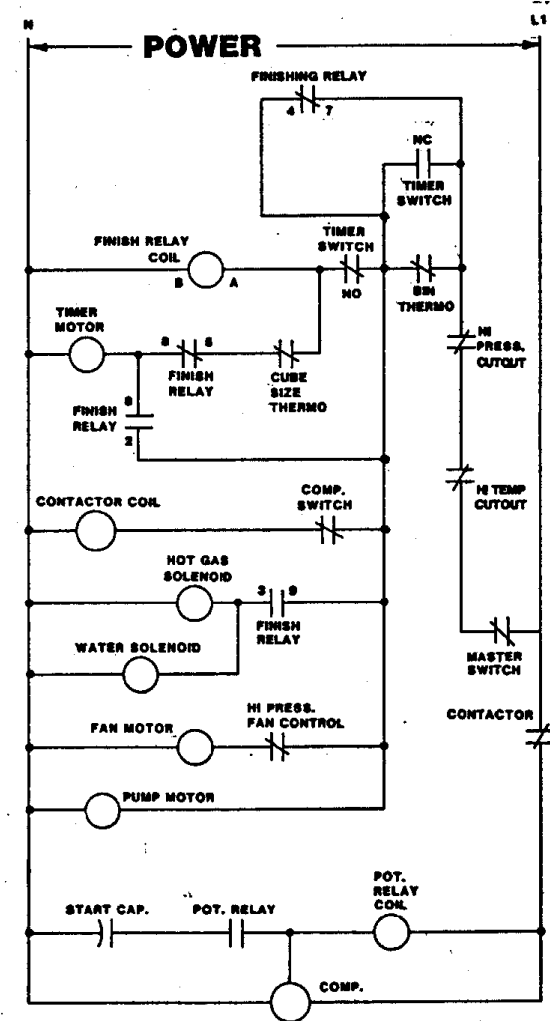 N
L1
POWER
FINISHING RELAY
4 7
NC
TIMER
SWITCH
TIMER
SWITCH
NO
FINISH RELAY
COIL
B A
BIN
THERMO
TIMER
MOTOR
8 5
FINISH
RELAY
CUBE
SIZE
THERMO
HI
PRESS.
CUTOUT
8
FINISH
RELAY
2
CONTACTOR COIL
COMP.
SWITCH
HI TEMP
CUTOUT
HOT GAS
SOLENOID
3 9
FINISH
RELAY
WATER SOLENOID
MASTER
SWITCH
FAN MOTOR
HI PRESS.
FAN CONTROL
CONTACTOR
PUMP MOTOR
START CAP.
POT. RELAY
POT.
RELAY
COIL
COMP.